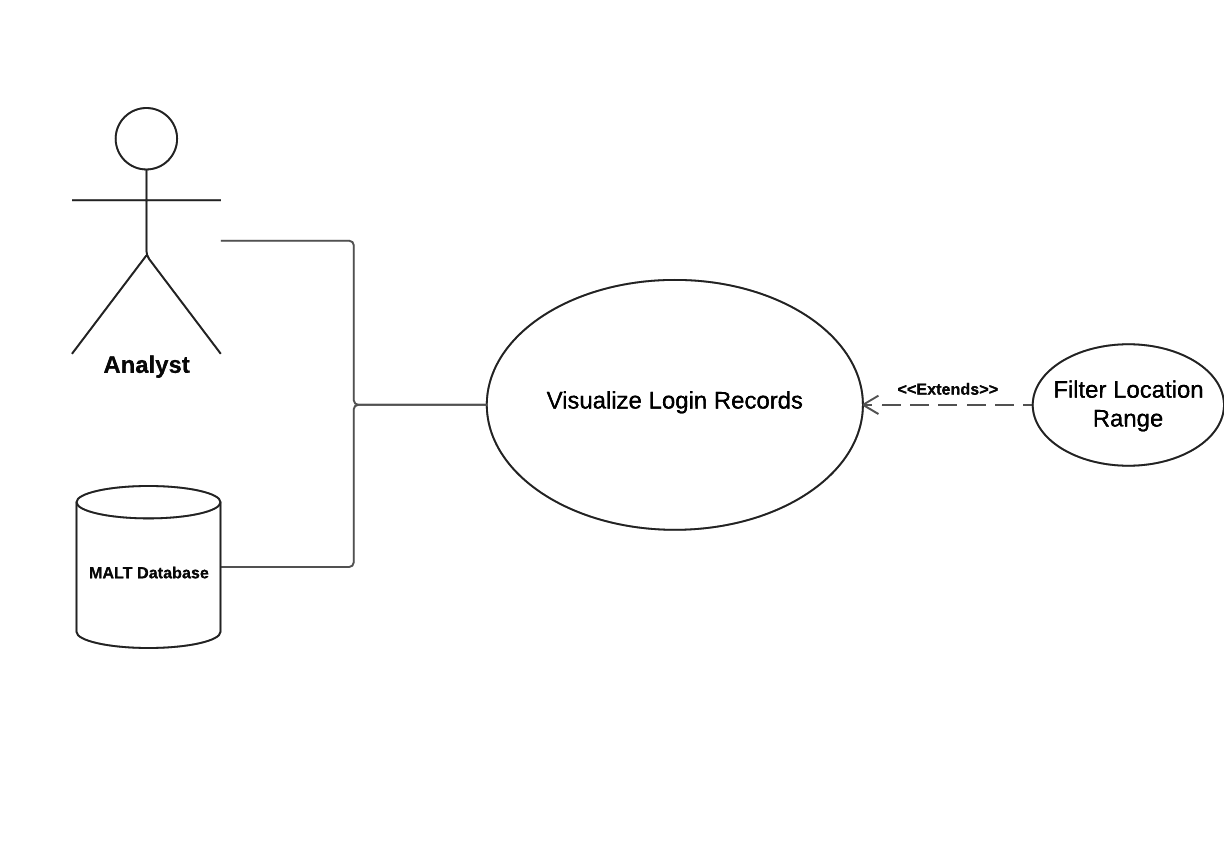 Analyst
MALT Database
Visualize Login Records
<<Extends>>
Filter Location
Range